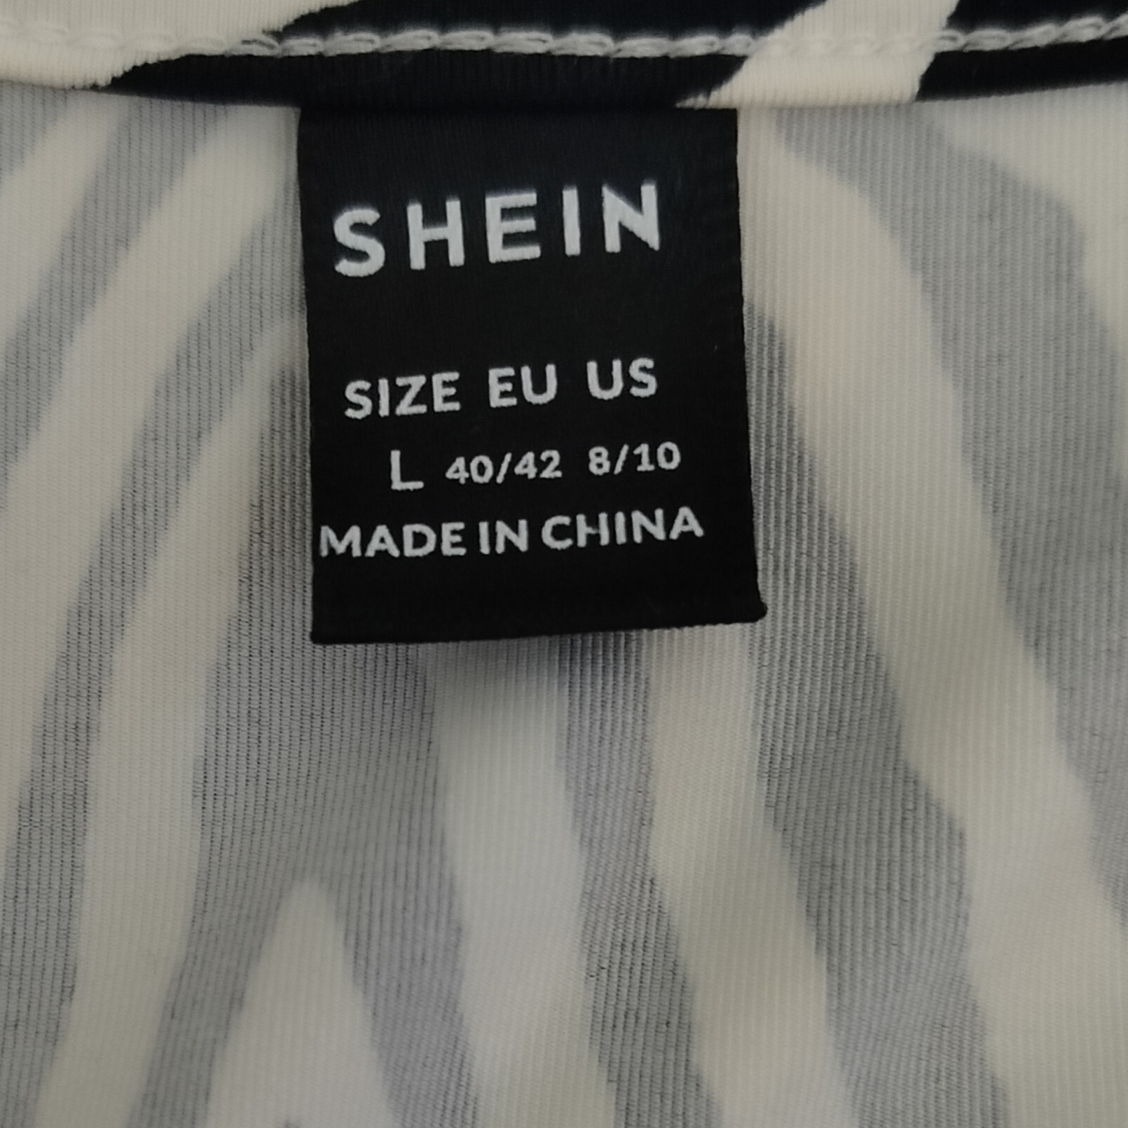 SHEIN
SIZE EU US
L 40/42 8/10
MADE IN CHINA